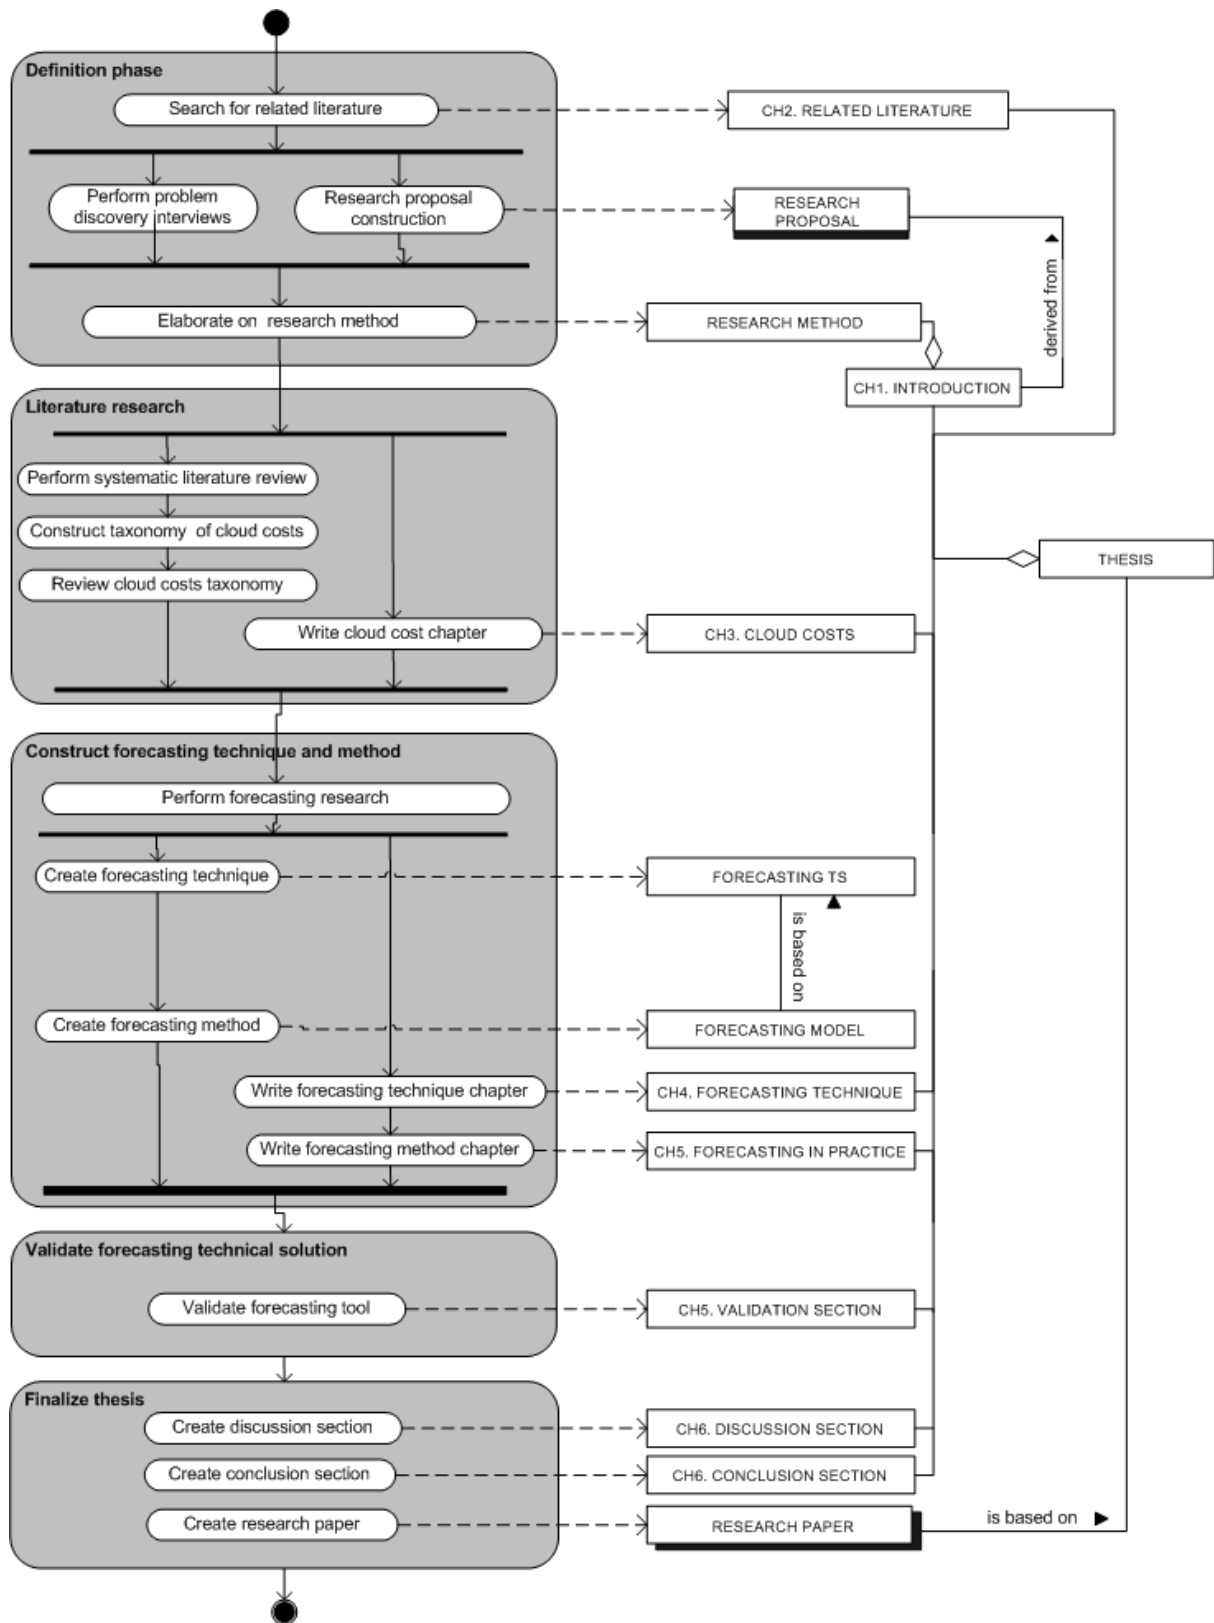 Definition phase
Search for related literature
CH2. RELATED LITERATURE
Perform problem
discovery interviews
Research proposal
construction
RESEARCH
PROPOSAL
derived from
Elaborate on research method
RESEARCH METHOD
CH1. INTRODUCTION
Literature research
Perform systematic literature review
Construct taxonomy of cloud costs
THESIS
Review cloud costs taxonomy
Write cloud cost chapter
CH3. CLOUD COSTS
Construct forecasting technique and method
Perform forecasting research
Create forecasting technique
FORECASTING TS
is based on
Create forecasting method
FORECASTING MODEL
Write forecasting technique chapter
CH4. FORECASTING TECHNIQUE
Write forecasting method chapter
CH5. FORECASTING IN PRACTICE
Validate forecasting technical solution
Validate forecasting tool
CH5. VALIDATION SECTION
Finalize thesis
Create discussion section
CH6. DISCUSSION SECTION
Create conclusion section
CH6. CONCLUSION SECTION
Create research paper
RESEARCH PAPER
is based on